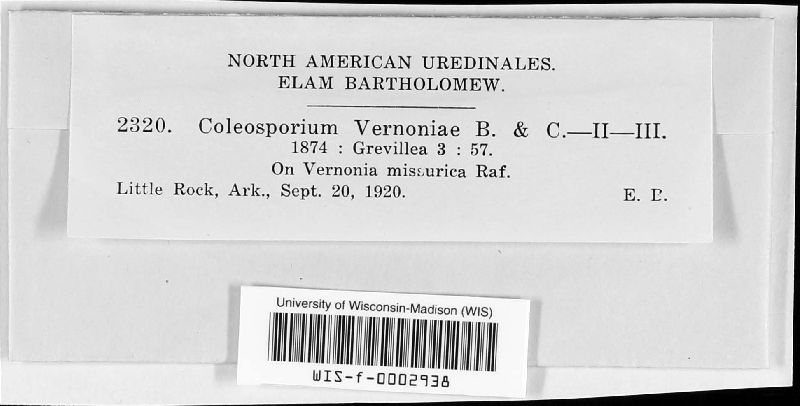 NORTH AMERICAN UREDINALES.
ELAM BARTHOLOMEW.
2320. Coleosporium Vernoniae B. & C.—II—III.
1874 : Grevillea 3 : 57.
On Vernonia missurica Raf.
Little Rock, Ark., Sept. 20, 1920. E. B.
University of Wisconsin-Madison (WIS)
WIS-f-0002938